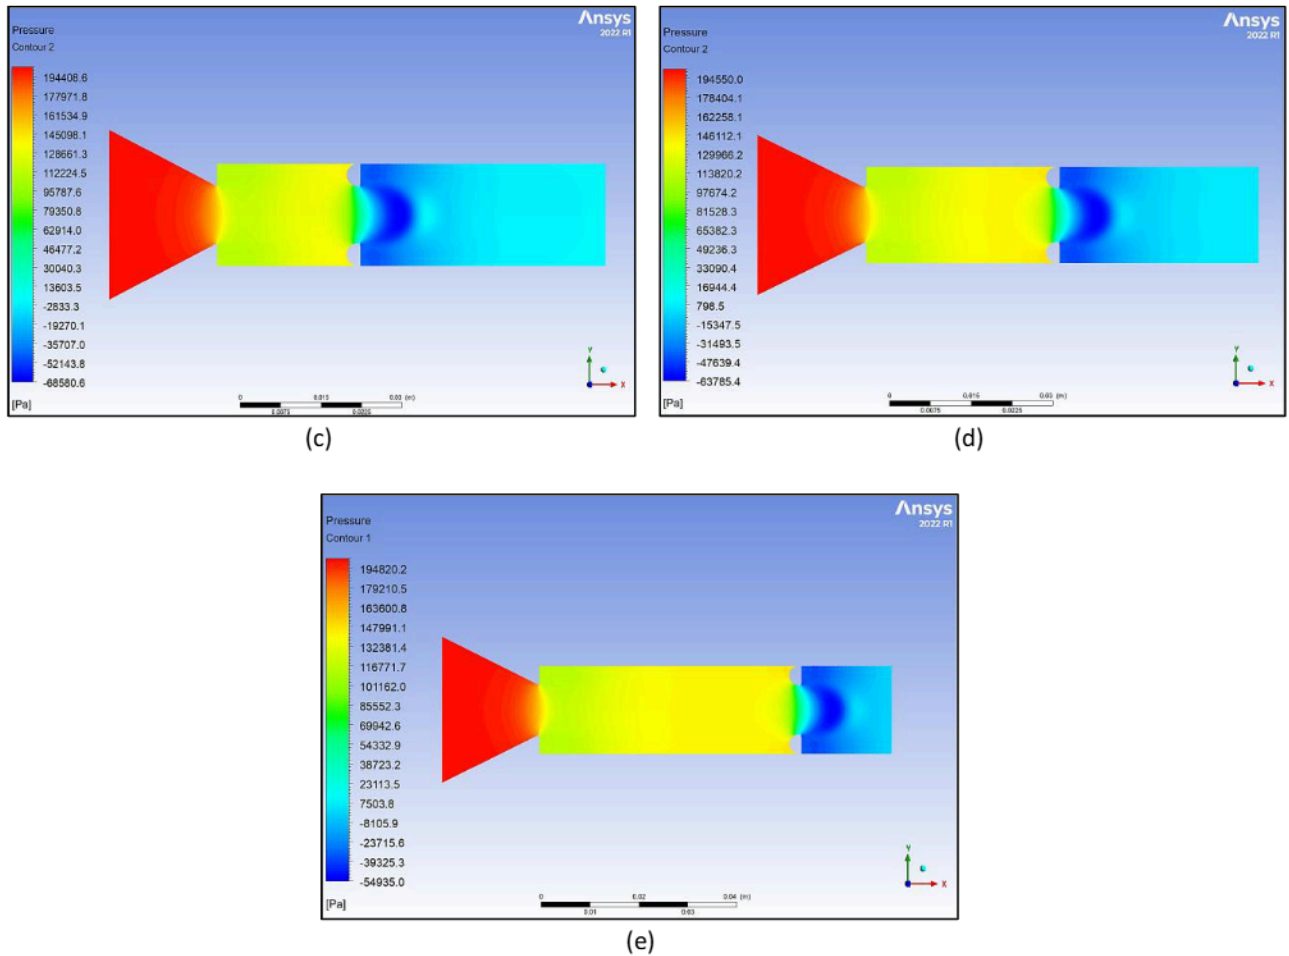 Ansys
2022 R1
Pressure
Contour 2
194408.6
177971.8
161534.9
145098.1
128661.3
112224.5
95787.6
79350.8
62914.0
46477.2
30040.3
13603.5
-2833.3
-19270.1
-35707.0
-52143.8
-68580.6
[Pa]
0 0.015 0.03 (m)
0.0075 0.0225
Y
X
(c)
Ansys
2022 R1
Pressure
Contour 2
194550.0
178404.1
162258.1
146112.1
129966.2
113820.2
97674.2
81528.3
65382.3
49236.3
33090.4
16944.4
798.5
-15347.5
-31493.5
-47639.4
-63785.4
[Pa]
0 0.015 0.03 (m)
0.0075 0.0225
Y
X
(d)
Ansys
2022 R1
Pressure
Contour 1
194820.2
179210.5
163600.8
147991.1
132381.4
116771.7
101162.0
85552.3
69942.6
54332.9
38723.2
23113.5
7503.8
-8105.9
-23715.6
-39325.3
-54935.0
[Pa]
0 0.02 0.04 (m)
0.01 0.03
Y
X
(e)